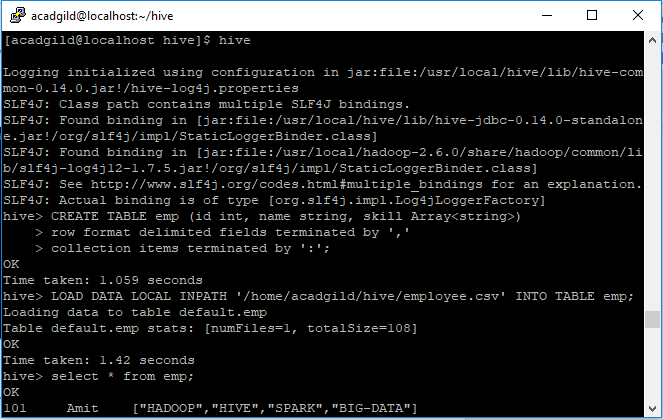 acadgild@localhost:~/hive
[acadgild@localhost hive]$ hive
Logging initialized using configuration in jar:file:/usr/local/hive/lib/hive-com
mon-0.14.0.jar!/hive-log4j.properties
SLF4J: Class path contains multiple SLF4J bindings.
SLF4J: Found binding in [jar:file:/usr/local/hive/lib/hive-jdbc-0.14.0-standalon
e.jar!/org/slf4j/impl/StaticLoggerBinder.class]
SLF4J: Found binding in [jar:file:/usr/local/hadoop-2.6.0/share/hadoop/common/li
b/slf4j-log4j12-1.7.5.jar!/org/slf4j/impl/StaticLoggerBinder.class]
SLF4J: See http://www.slf4j.org/codes.html#multiple_bindings for an explanation.
SLF4J: Actual binding is of type [org.slf4j.impl.Log4jLoggerFactory]
hive> CREATE TABLE emp (id int, name string, skill Array<string>)
    > row format delimited fields terminated by ','
    > collection items terminated by ':';
OK
Time taken: 1.059 seconds
hive> LOAD DATA LOCAL INPATH '/home/acadgild/hive/employee.csv' INTO TABLE emp;
Loading data to table default.emp
Table default.emp stats: [numFiles=1, totalSize=108]
OK
Time taken: 1.42 seconds
hive> select * from emp;
OK
101     Amit    ["HADOOP","HIVE","SPARK","BIG-DATA"]